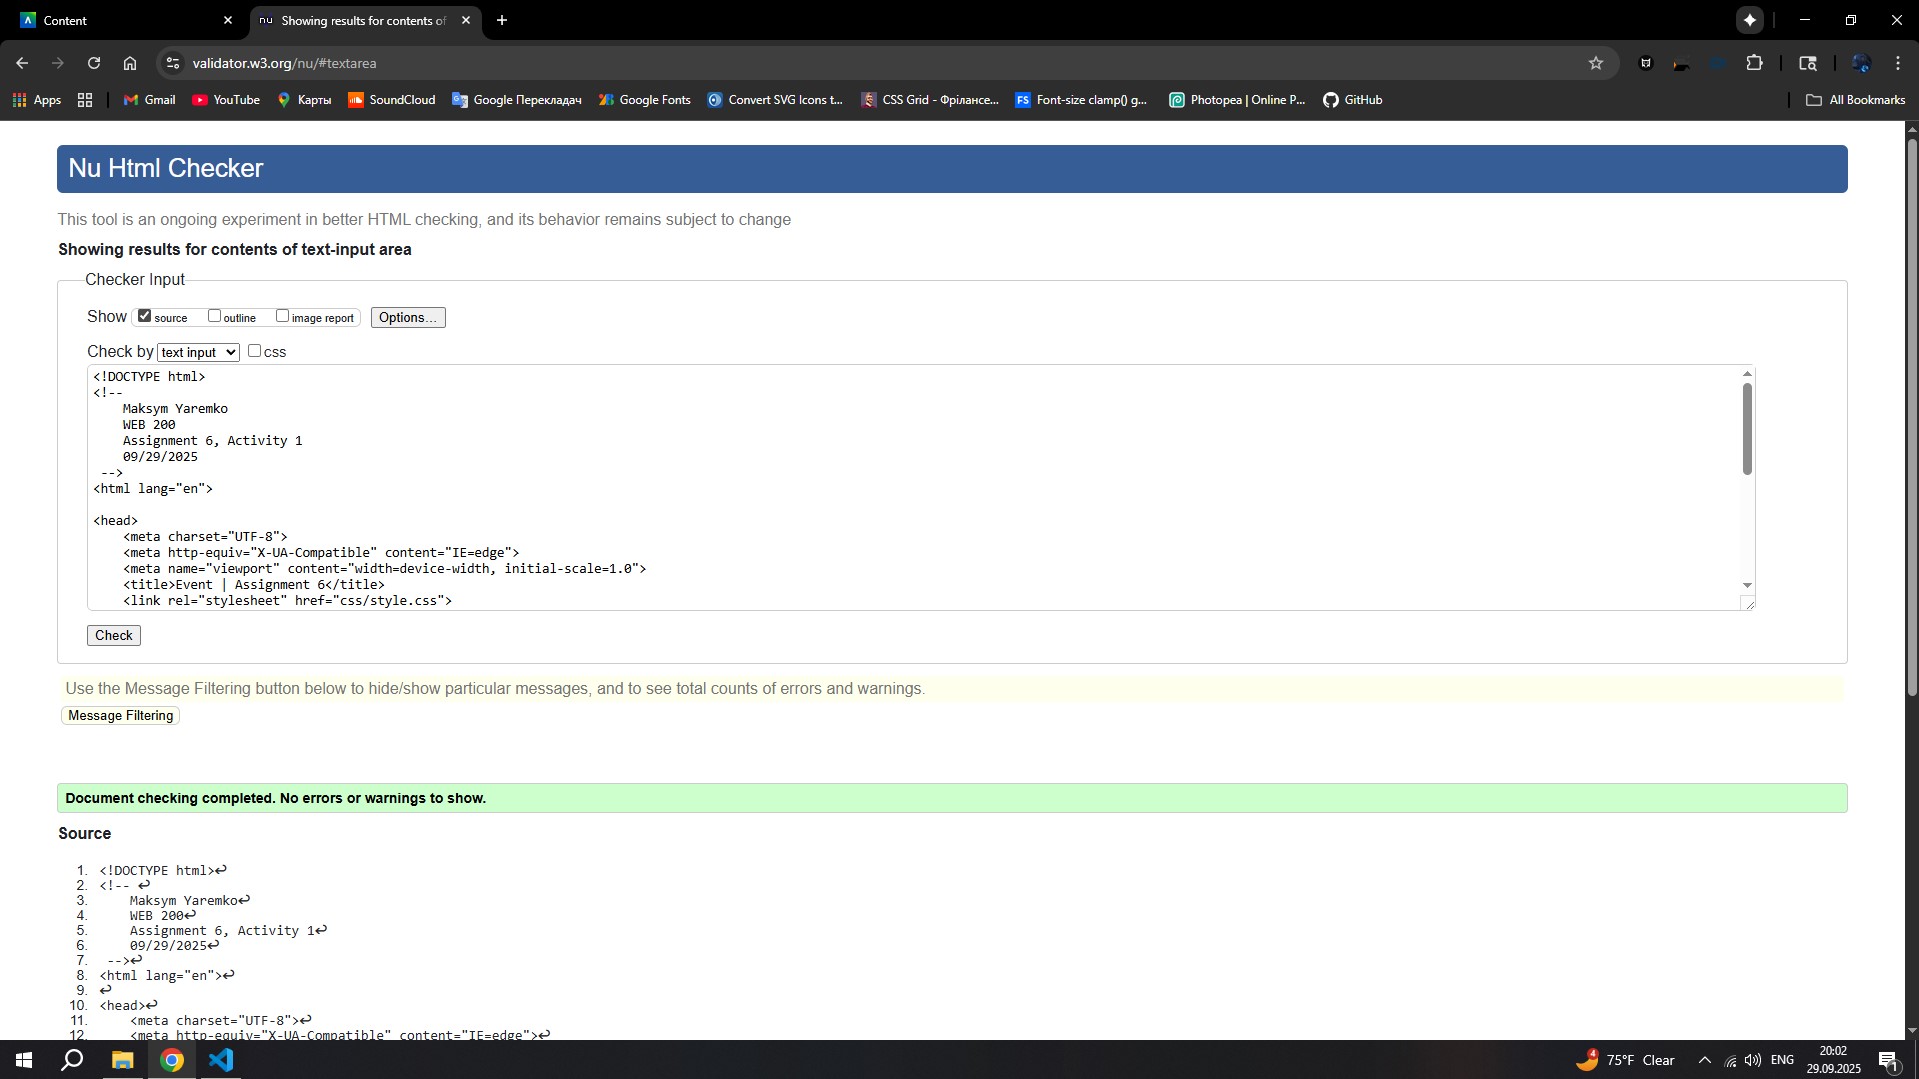 Content
nu Showing results for contents of
validator.w3.org/nu/#textarea
Apps Gmail YouTube Карты SoundCloud Google Перекладач Google Fonts Convert SVG Icons t... CSS Grid - Фрілансе... FS Font-size clamp() g... Photopea | Online P... GitHub All Bookmarks
Nu Html Checker
This tool is an ongoing experiment in better HTML checking, and its behavior remains subject to change
Showing results for contents of text-input area
Checker Input
Show source outline image report Options...
Check by text input css
<!DOCTYPE html>
<!--
Maksym Yaremko
WEB 200
Assignment 6, Activity 1
09/29/2025
-->
<html lang="en">
<head>
<meta charset="UTF-8">
<meta http-equiv="X-UA-Compatible" content="IE=edge">
<meta name="viewport" content="width=device-width, initial-scale=1.0">
<title>Event | Assignment 6</title>
<link rel="stylesheet" href="css/style.css">
Check
Use the Message Filtering button below to hide/show particular messages, and to see total counts of errors and warnings.
Message Filtering
Document checking completed. No errors or warnings to show.
Source
1. <!DOCTYPE html>↩
2. <!-- ↩
3. Maksym Yaremko↩
4. WEB 200↩
5. Assignment 6, Activity 1↩
6. 09/29/2025↩
7. -->↩
8. <html lang="en">↩
9. ↩
10. <head>↩
11. <meta charset="UTF-8">↩
12. <meta http-equiv="X-UA-Compatible" content="IE=edge">↩
4 75°F Clear ENG 20:02
29.09.2025 1